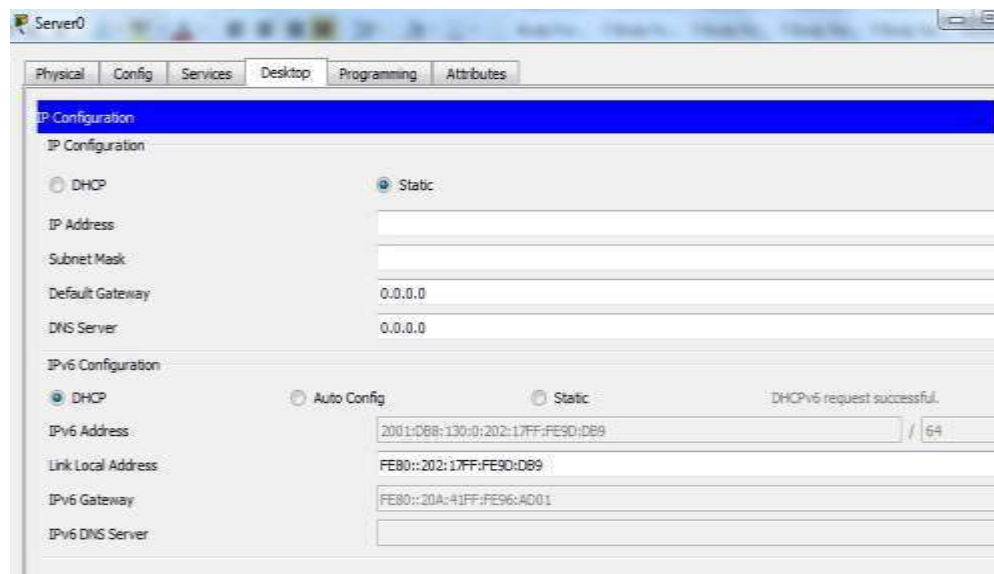 Server0
Physical Config Services Desktop Programming Attributes
IP Configuration
IP Configuration
DHCP Static
IP Address
Subnet Mask
Default Gateway 0.0.0.0
DNS Server 0.0.0.0
IPv6 Configuration
DHCP Auto Config Static DHCPv6 request successful.
IPv6 Address 2001:DB8:130:0:202:17FF:FE9D:DB9 / 64
Link Local Address FE80::202:17FF:FE9D:DB9
IPv6 Gateway FE80::20A:41FF:FE96:AD01
IPv6 DNS Server